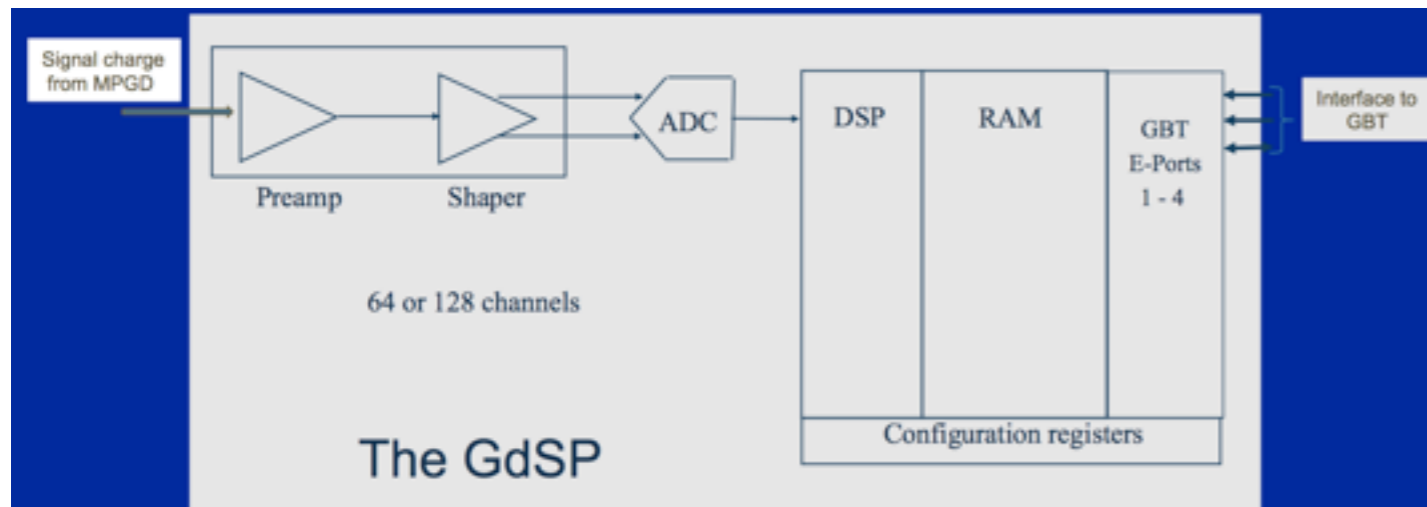 Signal charge
from MPGD
Preamp
Shaper
ADC
DSP
RAM
GBT
E-Ports
1 - 4
Interface to
GBT
64 or 128 channels
Configuration registers
The GdSP